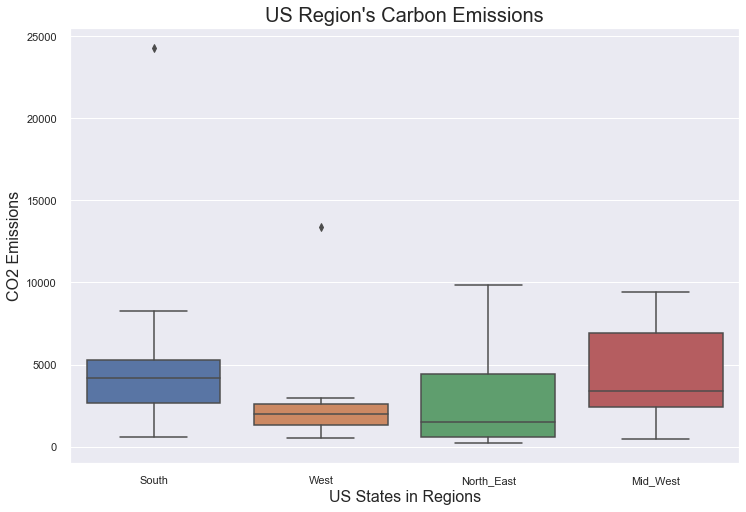 US Region's Carbon Emissions
CO2 Emissions
25000
20000
15000
10000
5000
0
South West North_East Mid_West
US States in Regions